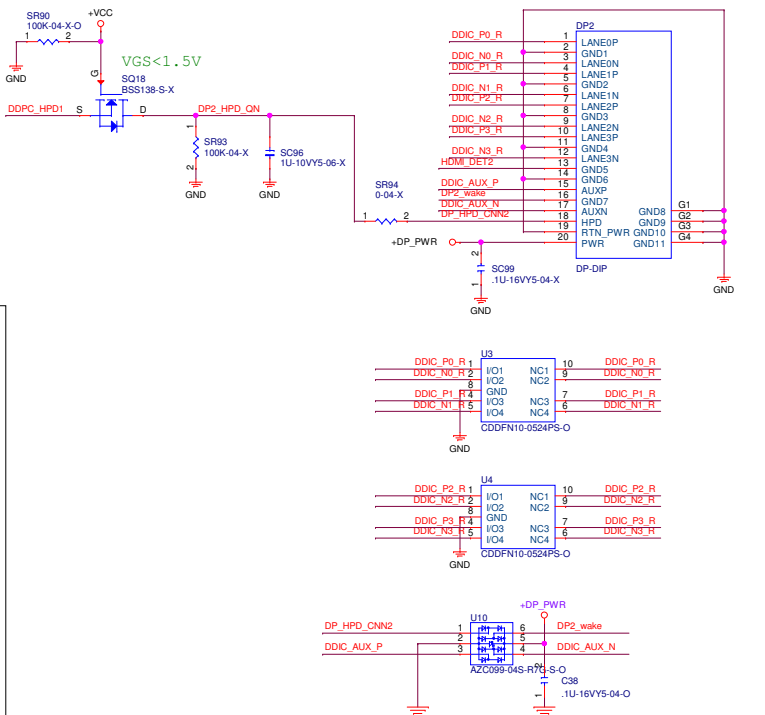 SR90
100K-04-X-O
+VCC
1
2
GND
VGS<1.5V
G
SQ18
BSS138-S-X
DDPC_HPD1
S
D
DP2_HPD_QN
1
SR93
100K-04-X
2
GND
SC96
1U-10VY5-06-X
GND
SR94
0-04-X
1
2
+DP_PWR
2
SC99
.1U-16VY5-04-X
1
GND
DP2
DDIC_P0_R 1 LANE0P
2 GND1
DDIC_N0_R 3 LANE0N
DDIC_P1_R 4 LANE1P
5 GND2
DDIC_N1_R 6 LANE1N
DDIC_P2_R 7 LANE2P
8 GND3
DDIC_N2_R 9 LANE2N
DDIC_P3_R 10 LANE3P
11 GND4
DDIC_N3_R 12 LANE3N
HDMI_DET2 13 GND5
14 GND6
DDIC_AUX_P 15 AUXP
DP2_wake 16 GND7
DDIC_AUX_N 17 AUXN GND8 G1
DP_HPD_CNN2 18 HPD GND9 G2
19 RTN_PWR GND10 G3
20 PWR GND11 G4
DP-DIP
GND
U3
DDIC_P0_R 1 I/O1 NC1 10 DDIC_P0_R
DDIC_N0_R 2 I/O2 NC2 9 DDIC_N0_R
8 GND
DDIC_P1_R 4 I/O3 NC3 7 DDIC_P1_R
DDIC_N1_R 5 I/O4 NC4 6 DDIC_N1_R
CDDFN10-0524PS-O
GND
U4
DDIC_P2_R 1 I/O1 NC1 10 DDIC_P2_R
DDIC_N2_R 2 I/O2 NC2 9 DDIC_N2_R
8 GND
DDIC_P3_R 4 I/O3 NC3 7 DDIC_P3_R
DDIC_N3_R 5 I/O4 NC4 6 DDIC_N3_R
CDDFN10-0524PS-O
GND
+DP_PWR
U10
DP_HPD_CNN2 1 6 DP2_wake
2 5
DDIC_AUX_P 3 4 DDIC_AUX_N
AZC099-04S-R7G-S-O
2
C38
.1U-16VY5-04-O
1